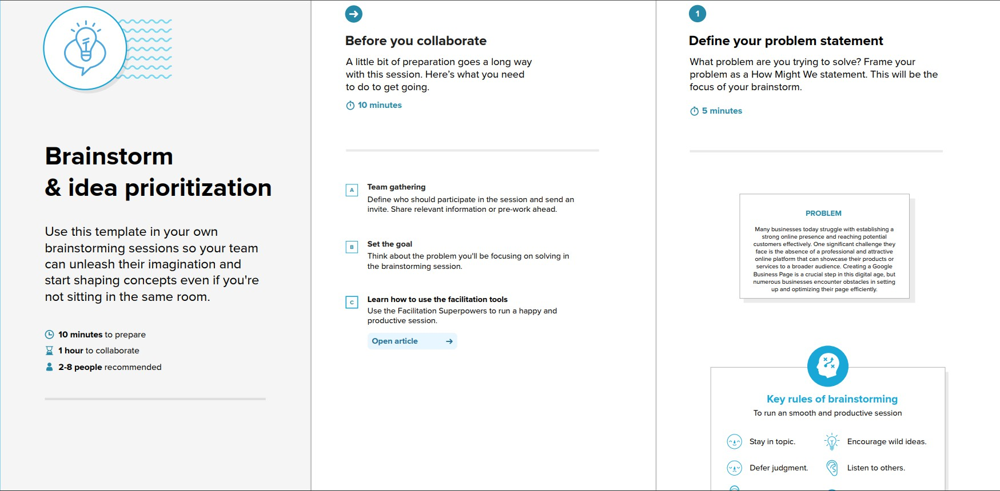 Brainstorm
& idea prioritization
Use this template in your own
brainstorming sessions so your team
can unleash their imagination and
start shaping concepts even if you're
not sitting in the same room.
10 minutes to prepare
1 hour to collaborate
2-8 people recommended
Before you collaborate
A little bit of preparation goes a long way
with this session. Here’s what you need
to do to get going.
10 minutes
A
Team gathering
Define who should participate in the session and send an
invite. Share relevant information or pre-work ahead.
B
Set the goal
Think about the problem you'll be focusing on solving in
the brainstorming session.
C
Learn how to use the facilitation tools
Use the Facilitation Superpowers to run a happy and
productive session.
Open article
1
Define your problem statement
What problem are you trying to solve? Frame your
problem as a How Might We statement. This will be the
focus of your brainstorm.
5 minutes
PROBLEM
Many businesses today struggle with establishing a
strong online presence and reaching potential
customers effectively. One significant challenge they
face is the absence of a professional and attractive
online platform that can showcase their products or
services to a broader audience. Creating a Google
Business Page is a crucial step in this digital age, but
numerous businesses encounter obstacles in setting
up and optimizing their page efficiently.
Key rules of brainstorming
To run an smooth and productive session
Stay in topic.
Encourage wild ideas.
Defer judgment.
Listen to others.